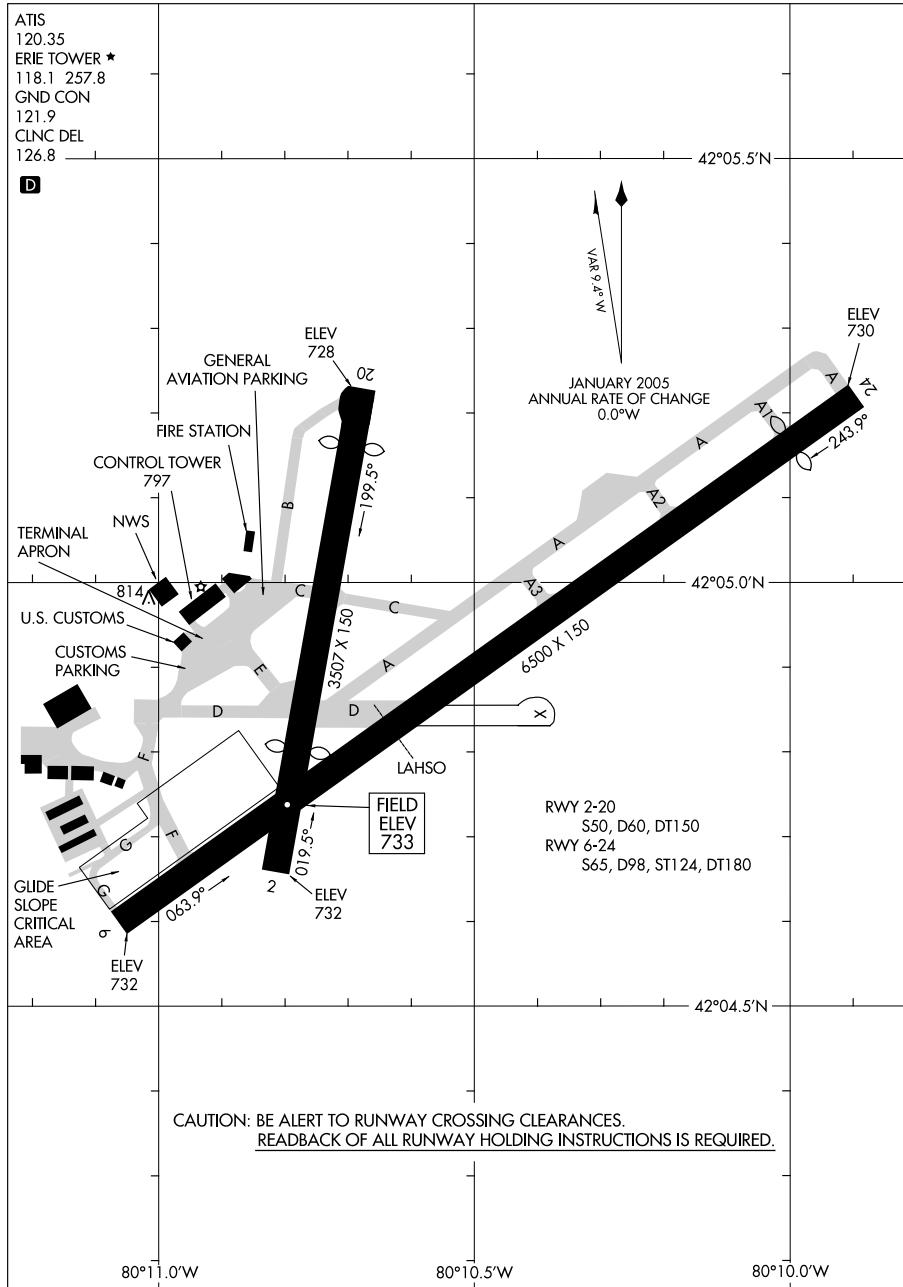 ATIS
120.35
ERIE TOWER ★
118.1 257.8
GND CON
121.9
CLNC DEL
126.8
D
42°05.5'N
VAR 9.4° W
JANUARY 2005
ANNUAL RATE OF CHANGE
0.0°W
ELEV
730
24
243.9°
A
A1
A
A2
A
A3
A
ELEV
728
20
199.5°
GENERAL
AVIATION PARKING
FIRE STATION
CONTROL TOWER
797
NWS
TERMINAL
APRON
814
U.S. CUSTOMS
CUSTOMS
PARKING
B
C
C
42°05.0'N
E
3507 X 150
6500 X 150
D
D
X
LAHSO
F
F
G
G
FIELD
ELEV
733
RWY 2-20
S50, D60, DT150
RWY 6-24
S65, D98, ST124, DT180
GLIDE
SLOPE
CRITICAL
AREA
063.9°
019.5°
2
ELEV
732
6
ELEV
732
42°04.5'N
CAUTION: BE ALERT TO RUNWAY CROSSING CLEARANCES.
READBACK OF ALL RUNWAY HOLDING INSTRUCTIONS IS REQUIRED.
80°11.0'W
80°10.5'W
80°10.0'W